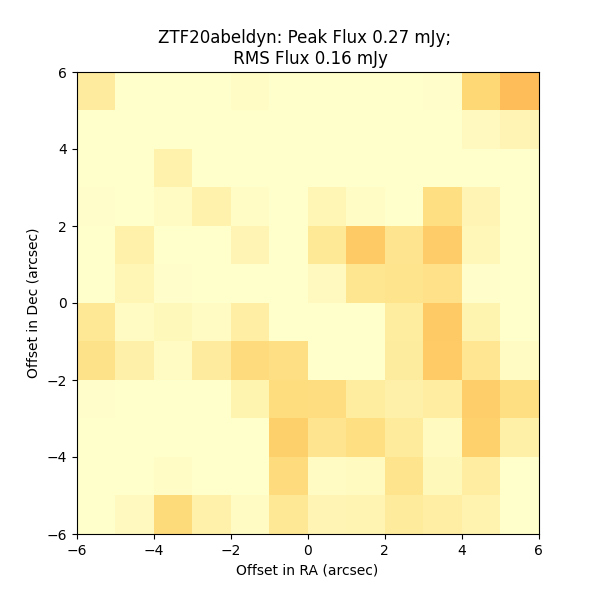 ZTF20abeldyn: Peak Flux 0.27 mJy;
RMS Flux 0.16 mJy
6
4
2
0
−2
−4
−6
Offset in Dec (arcsec)
−6 −4 −2 0 2 4 6
Offset in RA (arcsec)